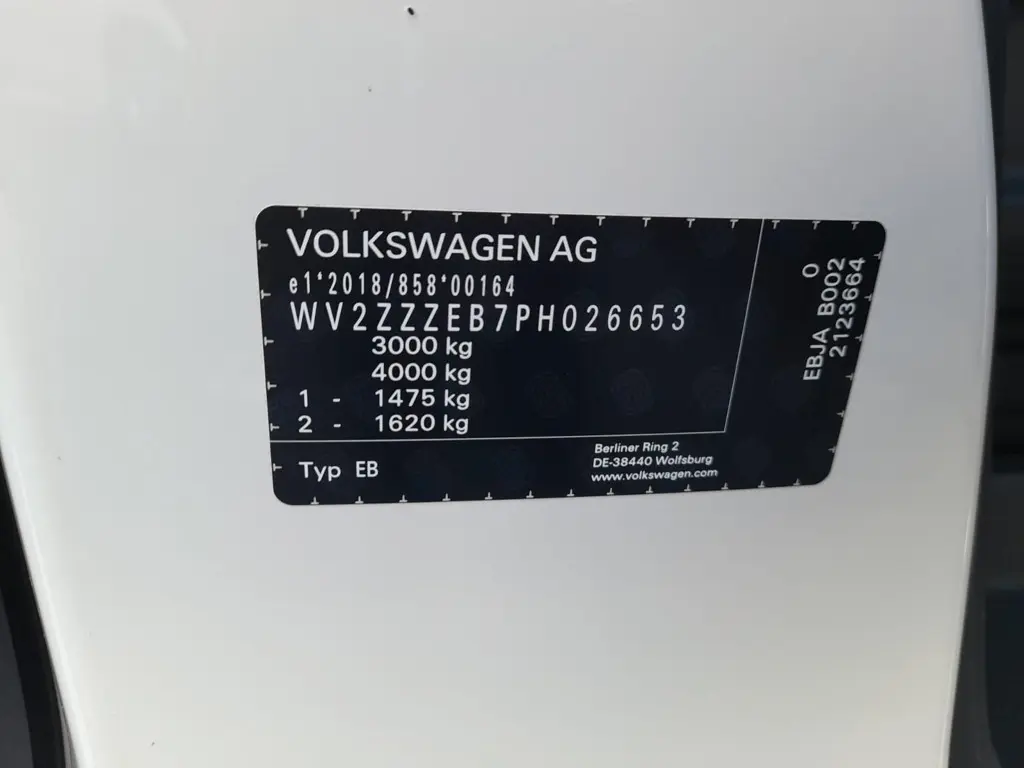 VOLKSWAGEN AG
e1*2018/858*00164
WV2ZZZEB7PH026653
3000 kg
4000 kg
1 - 1475 kg
2 - 1620 kg
Typ EB
Berliner Ring 2
DE-38440 Wolfsburg
www.volkswagen.com
0
EBJA B002
2123664